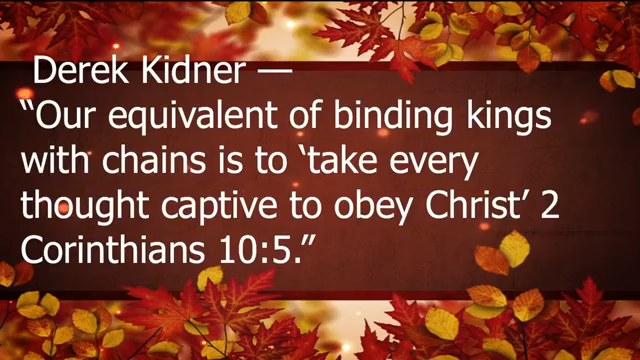 Derek Kidner —
“Our equivalent of binding kings
with chains is to ‘take every
thought captive to obey Christ’ 2
Corinthians 10:5.”